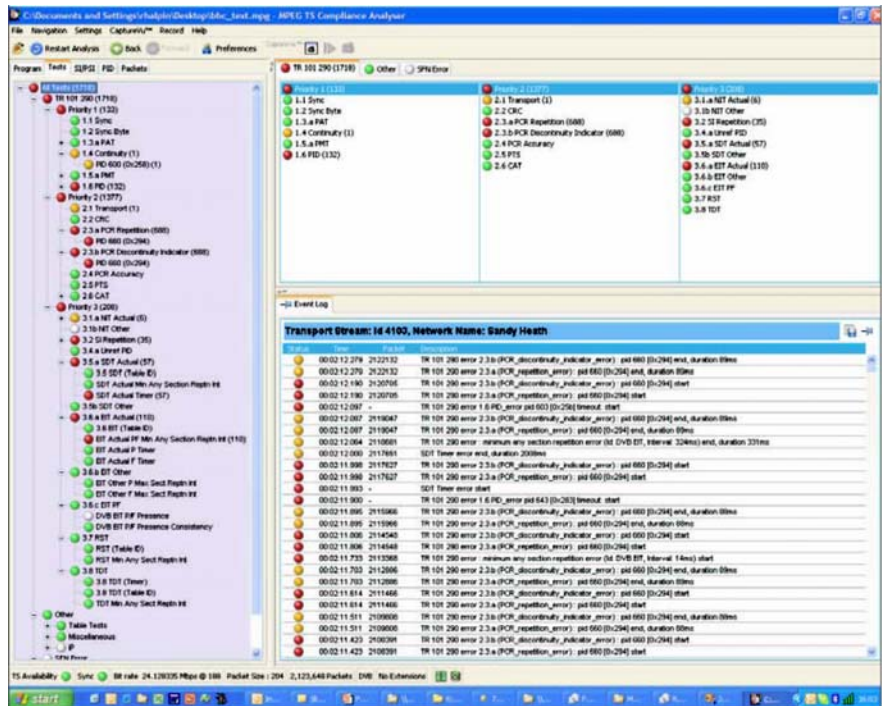 C:\Documents and Settings\rhalpin\Desktop\bbc_text.mpg - MPEG TS Compliance Analyser
File Navigation Settings CaptureVu™ Record Help
Restart Analysis Back Preferences
Program Tests SI/PSI PID Packets
All Tests (1718)
TR 101 290 (1718)
Priority 1 (133)
1.1 Sync
1.2 Sync Byte
1.3.a PAT
1.4 Continuity (1)
PID 600 (0x258) (1)
1.5.a PMT
1.6 PID (132)
Priority 2 (1377)
2.1 Transport (1)
2.2 CRC
2.3.a PCR Repetition (688)
PID 660 (0x294)
2.3.b PCR Discontinuity Indicator (688)
PID 660 (0x294)
2.4 PCR Accuracy
2.5 PTS
2.6 CAT
Priority 3 (208)
3.1.a NIT Actual (6)
3.1b NIT Other
3.2 SI Repetition (35)
3.4.a Unref PID
3.5.a SDT Actual (57)
3.5 SDT (Table ID)
SDT Actual Min Any Section Reptn Int
SDT Actual Timer (57)
3.5b SDT Other
3.6.a EIT Actual (110)
3.6 EIT (Table ID)
EIT Actual PF Min Any Section Reptn Int (110)
EIT Actual P Timer
EIT Actual F Timer
3.6.b EIT Other
EIT Other P Max Sect Reptn Int
EIT Other F Max Sect Reptn Int
3.6.c EIT PF
DVB EIT P/F Presence
DVB EIT P/F Presence Consistency
3.7 RST
RST (Table ID)
RST Min Any Sect Reptn Int
3.8 TDT
3.8 TDT (Timer)
3.8 TDT (Table ID)
TDT Min Any Sect Reptn Int
Other
Table Tests
Miscellaneous
IP
SFN Error
TR 101 290 (1718) Other SFN Error
Priority 1 (133)
1.1 Sync
1.2 Sync Byte
1.3.a PAT
1.4 Continuity (1)
1.5.a PMT
1.6 PID (132)
Priority 2 (1377)
2.1 Transport (1)
2.2 CRC
2.3.a PCR Repetition (688)
2.3.b PCR Discontinuity Indicator (688)
2.4 PCR Accuracy
2.5 PTS
2.6 CAT
Priority 3 (208)
3.1.a NIT Actual (6)
3.1b NIT Other
3.2 SI Repetition (35)
3.4.a Unref PID
3.5.a SDT Actual (57)
3.5b SDT Other
3.6.a EIT Actual (110)
3.6.b EIT Other
3.6.c EIT PF
3.7 RST
3.8 TDT
Event Log
Transport Stream: Id 4103, Network Name: Sandy Heath
Status Time Packet Description
00:02:12.279 2122132 TR 101 290 error 2.3.b (PCR_discontinuity_indicator_error) : pid 660 [0x294] end, duration 89ms
00:02:12.279 2122132 TR 101 290 error 2.3.a (PCR_repetition_error) : pid 660 [0x294] end, duration 89ms
00:02:12.190 2120705 TR 101 290 error 2.3.b (PCR_discontinuity_indicator_error) : pid 660 [0x294] start
00:02:12.190 2120705 TR 101 290 error 2.3.a (PCR_repetition_error) : pid 660 [0x294] start
00:02:12.097 - TR 101 290 error 1.6 PID_error pid 603 [0x25b] timeout start
00:02:12.087 2119047 TR 101 290 error 2.3.b (PCR_discontinuity_indicator_error) : pid 660 [0x294] end, duration 89ms
00:02:12.087 2119047 TR 101 290 error 2.3.a (PCR_repetition_error) : pid 660 [0x294] end, duration 89ms
00:02:12.064 2118681 TR 101 290 error : minimum any section repetition error (Id: DVB EIT, Interval 324ms) end, duration 331ms
00:02:12.000 2117651 SDT Timer error end, duration 2008ms
00:02:11.998 2117627 TR 101 290 error 2.3.b (PCR_discontinuity_indicator_error) : pid 660 [0x294] start
00:02:11.998 2117627 TR 101 290 error 2.3.a (PCR_repetition_error) : pid 660 [0x294] start
00:02:11.993 - SDT Timer error start
00:02:11.900 - TR 101 290 error 1.6 PID_error pid 643 [0x283] timeout start
00:02:11.895 2115966 TR 101 290 error 2.3.b (PCR_discontinuity_indicator_error) : pid 660 [0x294] end, duration 88ms
00:02:11.895 2115966 TR 101 290 error 2.3.a (PCR_repetition_error) : pid 660 [0x294] end, duration 88ms
00:02:11.806 2114548 TR 101 290 error 2.3.b (PCR_discontinuity_indicator_error) : pid 660 [0x294] start
00:02:11.806 2114548 TR 101 290 error 2.3.a (PCR_repetition_error) : pid 660 [0x294] start
00:02:11.733 2113368 TR 101 290 error : minimum any section repetition error (Id: DVB EIT, Interval 14ms) start
00:02:11.703 2112886 TR 101 290 error 2.3.b (PCR_discontinuity_indicator_error) : pid 660 [0x294] end, duration 89ms
00:02:11.703 2112886 TR 101 290 error 2.3.a (PCR_repetition_error) : pid 660 [0x294] end, duration 89ms
00:02:11.614 2111466 TR 101 290 error 2.3.b (PCR_discontinuity_indicator_error) : pid 660 [0x294] start
00:02:11.614 2111466 TR 101 290 error 2.3.a (PCR_repetition_error) : pid 660 [0x294] start
00:02:11.511 2109808 TR 101 290 error 2.3.b (PCR_discontinuity_indicator_error) : pid 660 [0x294] end, duration 88ms
00:02:11.511 2109808 TR 101 290 error 2.3.a (PCR_repetition_error) : pid 660 [0x294] end, duration 88ms
00:02:11.423 2108391 TR 101 290 error 2.3.b (PCR_discontinuity_indicator_error) : pid 660 [0x294] start
00:02:11.423 2108391 TR 101 290 error 2.3.a (PCR_repetition_error) : pid 660 [0x294] start
TS Availability Sync Bit rate 24.128335 Mbps @ 188 Packet Size : 204 2,123,648 Packets DVB No Extensions
start 16:03